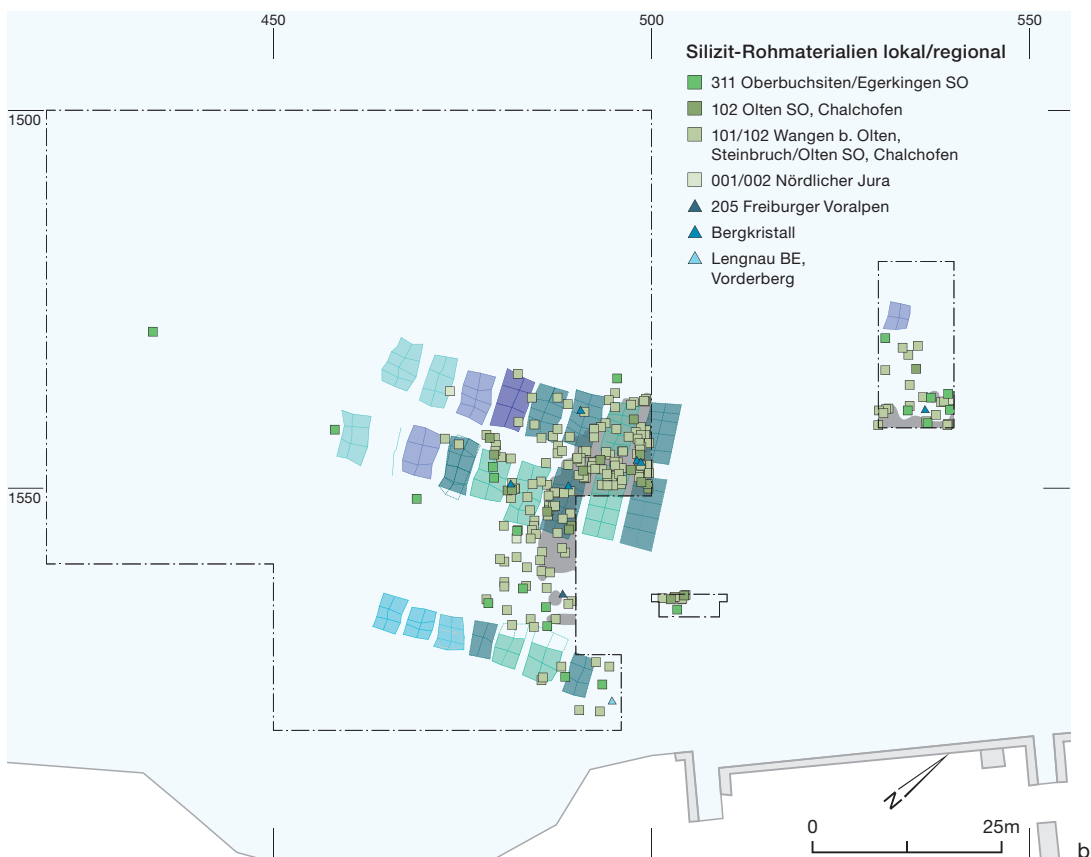 450
500
550
1500
1550
Silizit-Rohmaterialien lokal/regional
311 Oberbuchsiten/Egerkingen SO
102 Olten SO, Chalchofen
101/102 Wangen b. Olten,
Steinbruch/Olten SO, Chalchofen
001/002 Nördlicher Jura
205 Freiburger Voralpen
Bergkristall
Lengnau BE,
Vorderberg
N
0
25m
b